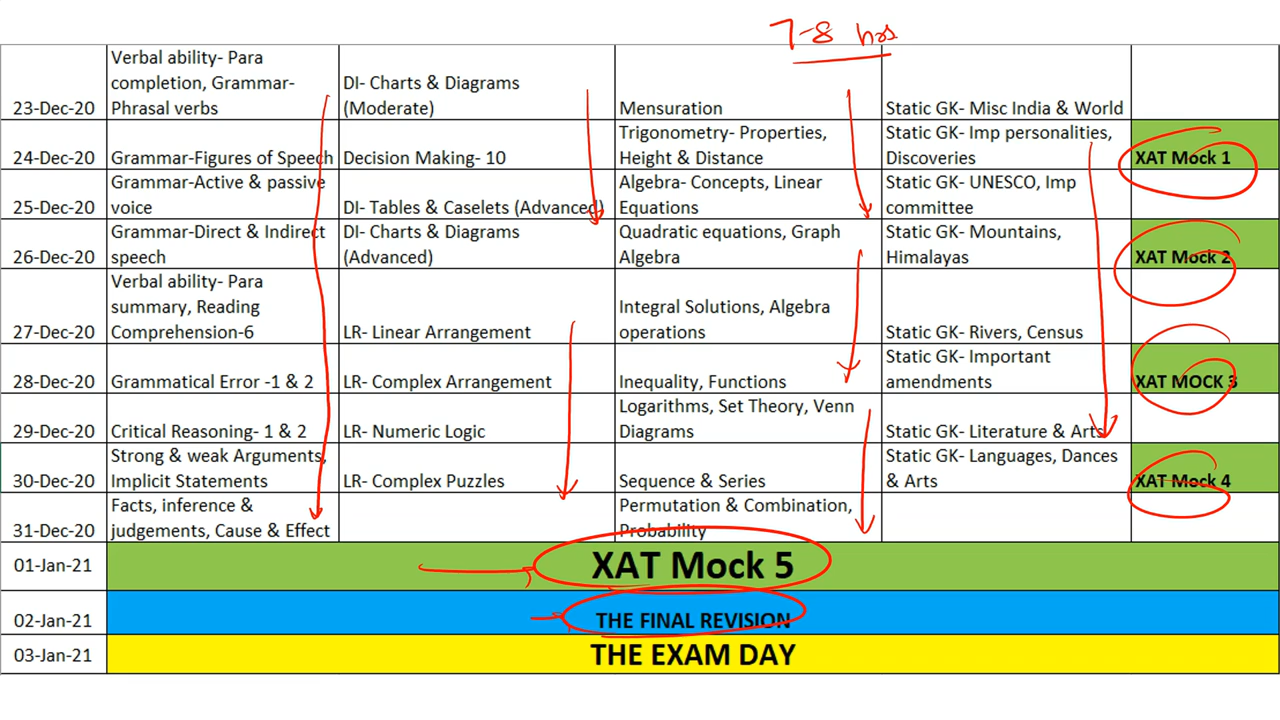 7-8 hrs
Verbal ability- Para
completion, Grammar-
Phrasal verbs
DI- Charts & Diagrams
(Moderate)
23-Dec-20
Mensuration
Static GK- Misc India & World
24-Dec-20
Grammar-Figures of Speech
Decision Making- 10
Trigonometry- Properties,
Height & Distance
Static GK- Imp personalities,
Discoveries
XAT Mock 1
25-Dec-20
Grammar-Active & passive
voice
DI- Tables & Caselets (Advanced)
Algebra- Concepts, Linear
Equations
Static GK- UNESCO, Imp
committee
26-Dec-20
Grammar-Direct & Indirect
speech
DI- Charts & Diagrams
(Advanced)
Quadratic equations, Graph
Algebra
Static GK- Mountains,
Himalayas
XAT Mock 2
27-Dec-20
Verbal ability- Para
summary, Reading
Comprehension-6
LR- Linear Arrangement
Integral Solutions, Algebra
operations
Static GK- Rivers, Census
28-Dec-20
Grammatical Error -1 & 2
LR- Complex Arrangement
Inequality, Functions
Static GK- Important
amendments
XAT MOCK 3
29-Dec-20
Critical Reasoning- 1 & 2
LR- Numeric Logic
Logarithms, Set Theory, Venn
Diagrams
Static GK- Literature & Arts
30-Dec-20
Strong & weak Arguments,
Implicit Statements
LR- Complex Puzzles
Sequence & Series
Static GK- Languages, Dances
& Arts
XAT Mock 4
31-Dec-20
Facts, inference &
judgements, Cause & Effect
Permutation & Combination,
Probability
01-Jan-21
XAT Mock 5
02-Jan-21
THE FINAL REVISION
03-Jan-21
THE EXAM DAY